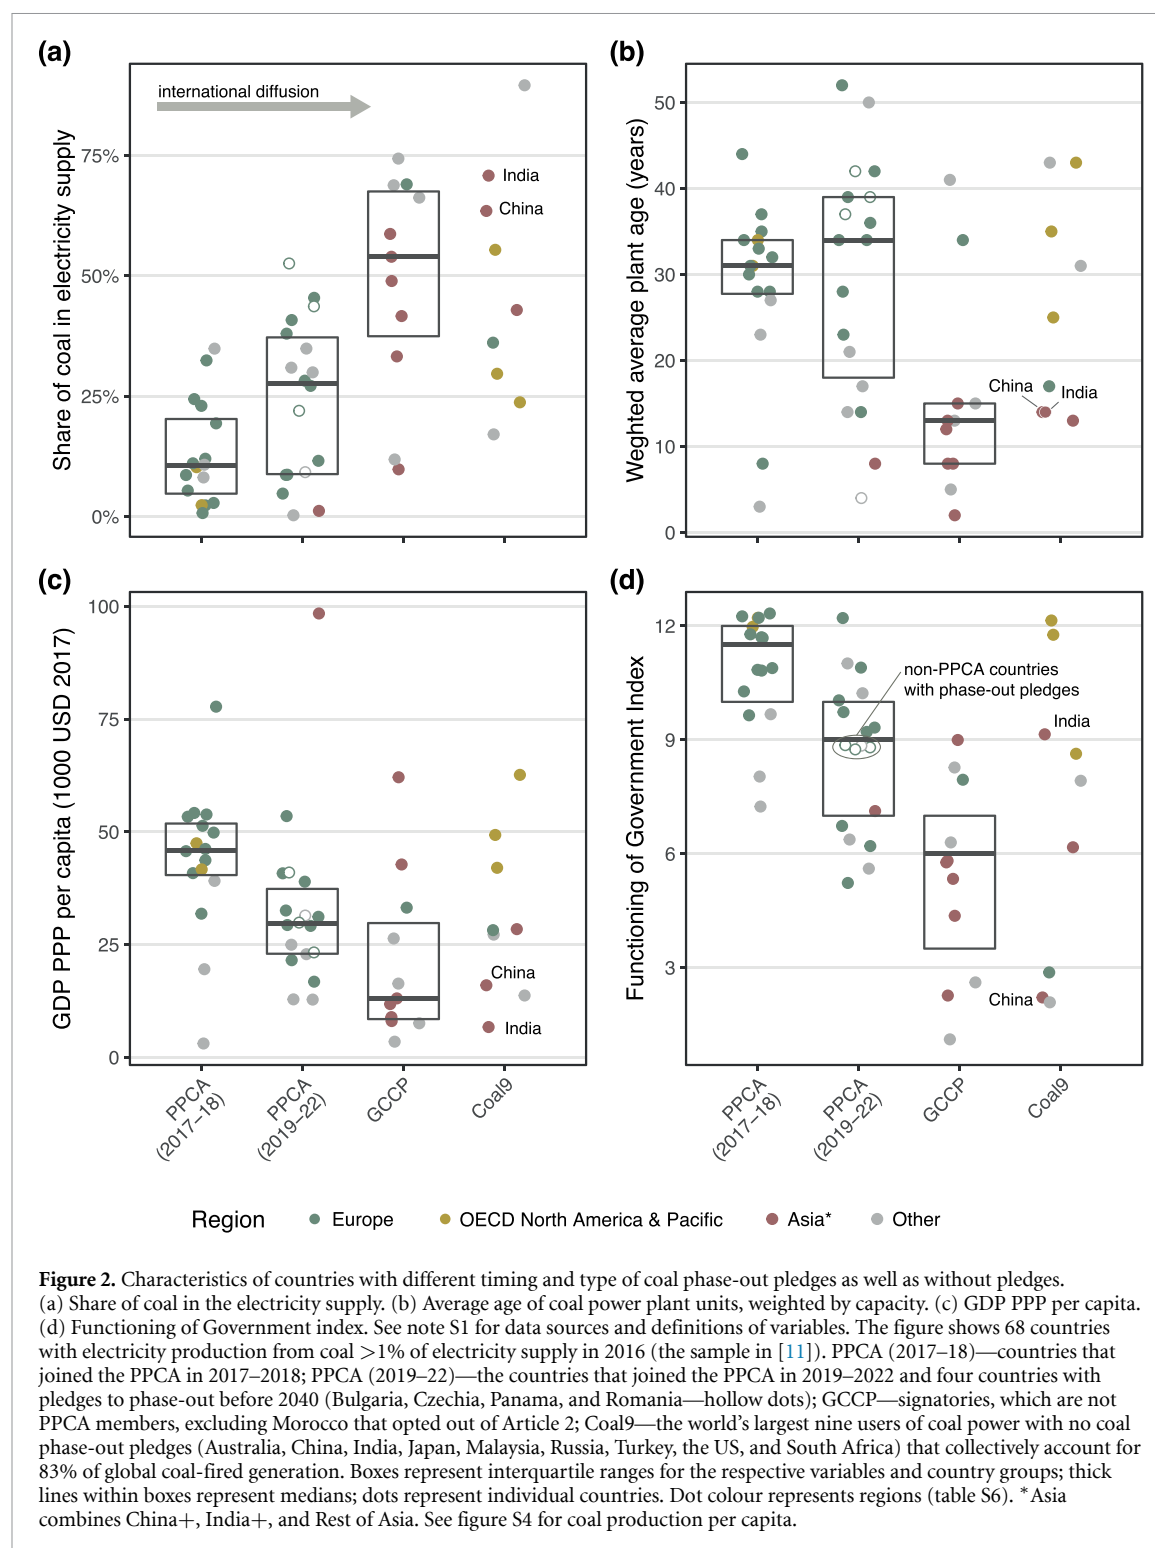 (a)
international diffusion
Share of coal in electricity supply
75%
50%
25%
0%
India
China
(b)
Weghted average plant age (years)
50
40
30
20
10
0
China
India
(c)
GDP PPP per capita (1000 USD 2017)
100
75
50
25
0
China
India
PPCA
(2017–18)
PPCA
(2019–22)
GCCP
Coal9
(d)
Functioning of Government Index
12
9
6
3
non-PPCA countries
with phase-out pledges
India
China
PPCA
(2017–18)
PPCA
(2019–22)
GCCP
Coal9
Region
Europe
OECD North America & Pacific
Asia*
Other
Figure 2. Characteristics of countries with different timing and type of coal phase-out pledges as well as without pledges.
(a) Share of coal in the electricity supply. (b) Average age of coal power plant units, weighted by capacity. (c) GDP PPP per capita.
(d) Functioning of Government index. See note S1 for data sources and definitions of variables. The figure shows 68 countries
with electricity production from coal >1% of electricity supply in 2016 (the sample in [11]). PPCA (2017–18)—countries that
joined the PPCA in 2017–2018; PPCA (2019–22)—the countries that joined the PPCA in 2019–2022 and four countries with
pledges to phase-out before 2040 (Bulgaria, Czechia, Panama, and Romania—hollow dots); GCCP—signatories, which are not
PPCA members, excluding Morocco that opted out of Article 2; Coal9—the world's largest nine users of coal power with no coal
phase-out pledges (Australia, China, India, Japan, Malaysia, Russia, Turkey, the US, and South Africa) that collectively account for
83% of global coal-fired generation. Boxes represent interquartile ranges for the respective variables and country groups; thick
lines within boxes represent medians; dots represent individual countries. Dot colour represents regions (table S6). *Asia
combines China+, India+, and Rest of Asia. See figure S4 for coal production per capita.